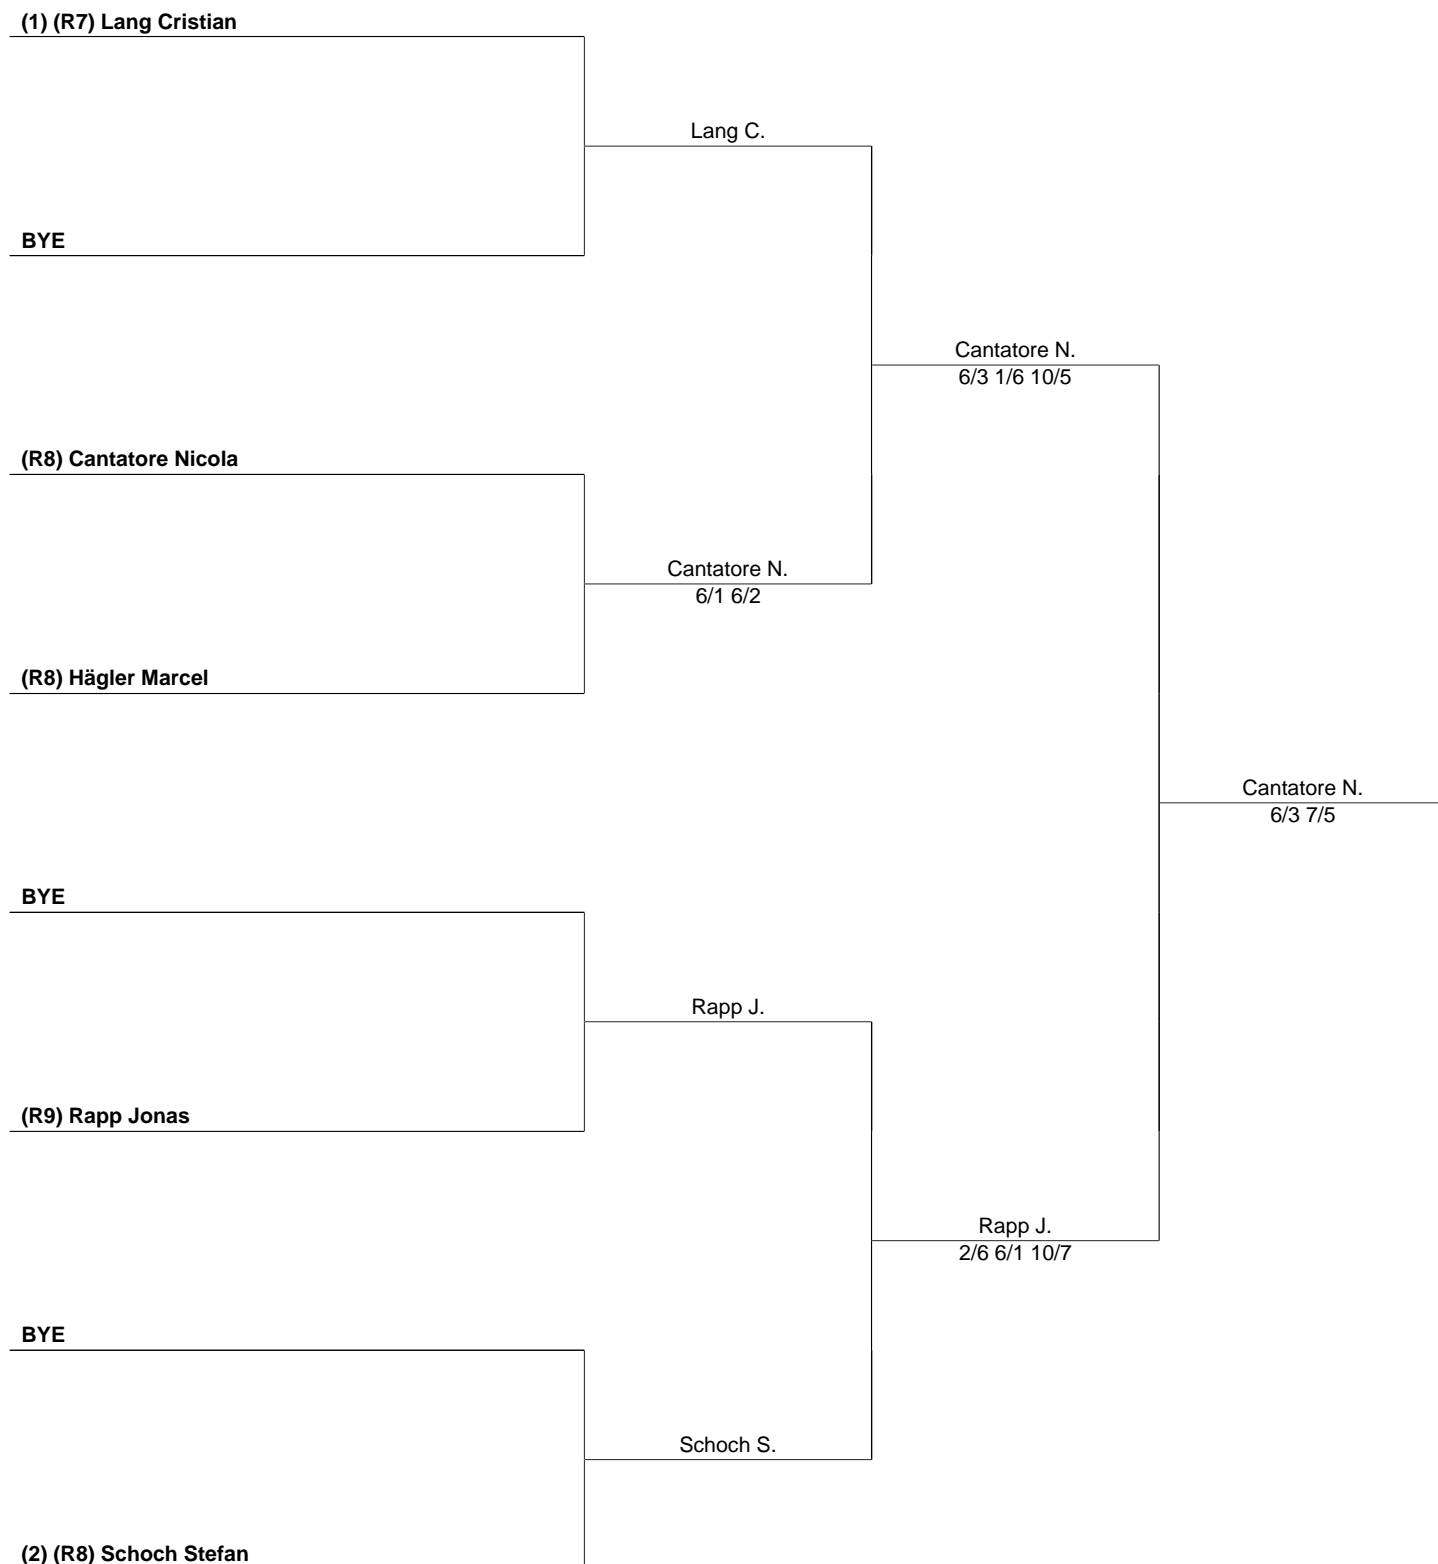 (1) (R7) Lang Cristian
Lang C.
BYE
Cantatore N.
6/3 1/6 10/5
(R8) Cantatore Nicola
Cantatore N.
6/1 6/2
(R8) Hägler Marcel
Cantatore N.
6/3 7/5
BYE
Rapp J.
(R9) Rapp Jonas
Rapp J.
2/6 6/1 10/7
BYE
Schoch S.
(2) (R8) Schoch Stefan